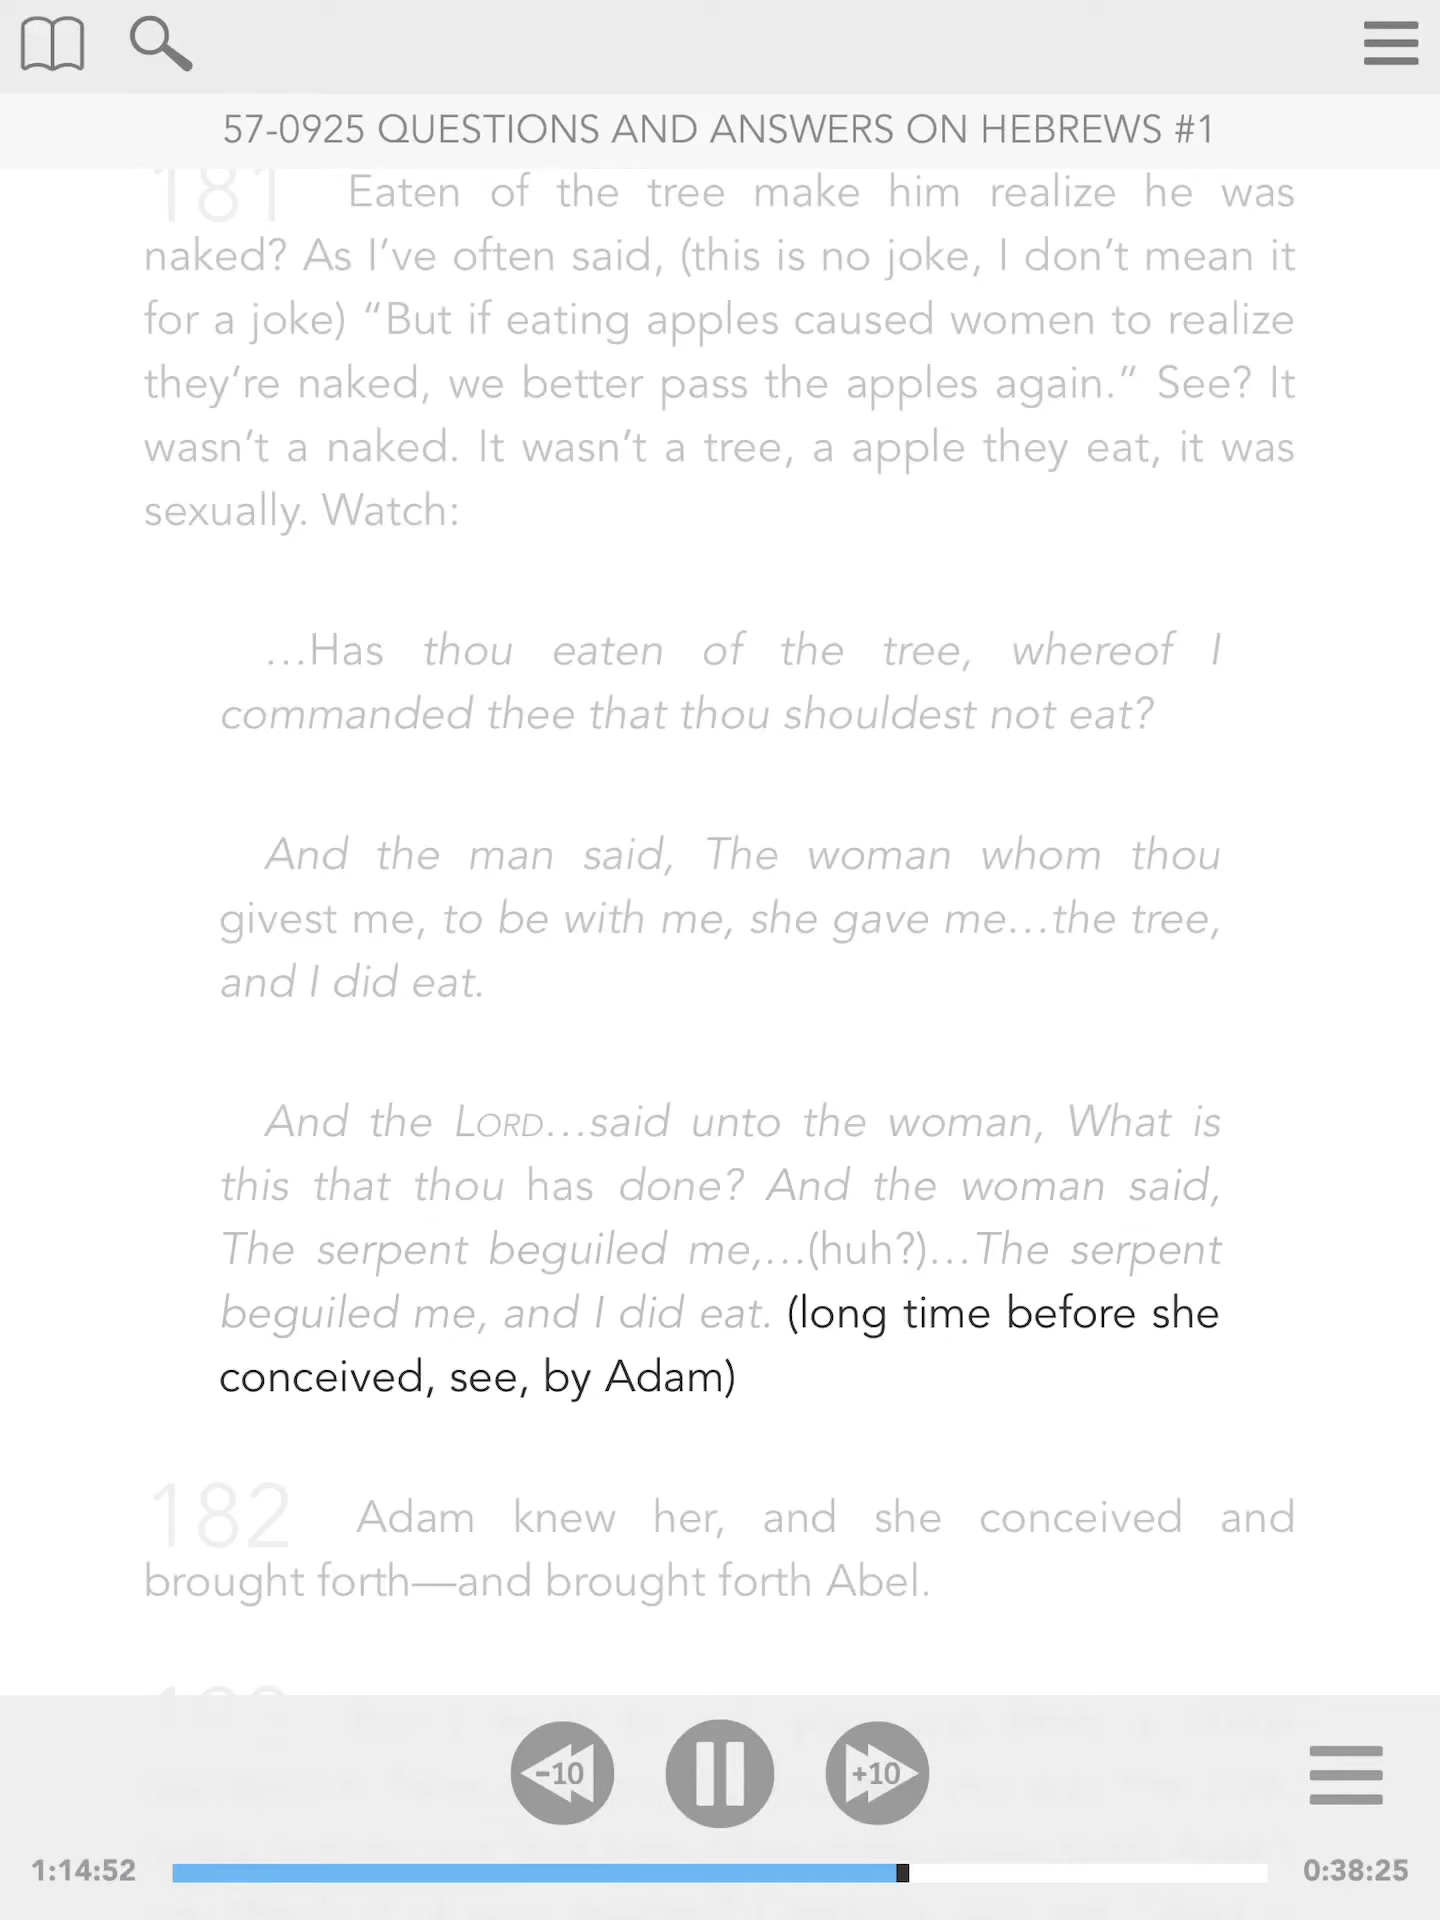 57-0925 QUESTIONS AND ANSWERS ON HEBREWS #1
181 Eaten of the tree make him realize he was
naked? As I’ve often said, (this is no joke, I don’t mean it
for a joke) “But if eating apples caused women to realize
they’re naked, we better pass the apples again.” See? It
wasn’t a naked. It wasn’t a tree, a apple they eat, it was
sexually. Watch:
…Has thou eaten of the tree, whereof I
commanded thee that thou shouldest not eat?
And the man said, The woman whom thou
givest me, to be with me, she gave me…the tree,
and I did eat.
And the LORD…said unto the woman, What is
this that thou has done? And the woman said,
The serpent beguiled me,…(huh?)…The serpent
beguiled me, and I did eat. (long time before she
conceived, see, by Adam)
182 Adam knew her, and she conceived and
brought forth—and brought forth Abel.
-10
+10
1:14:52
0:38:25